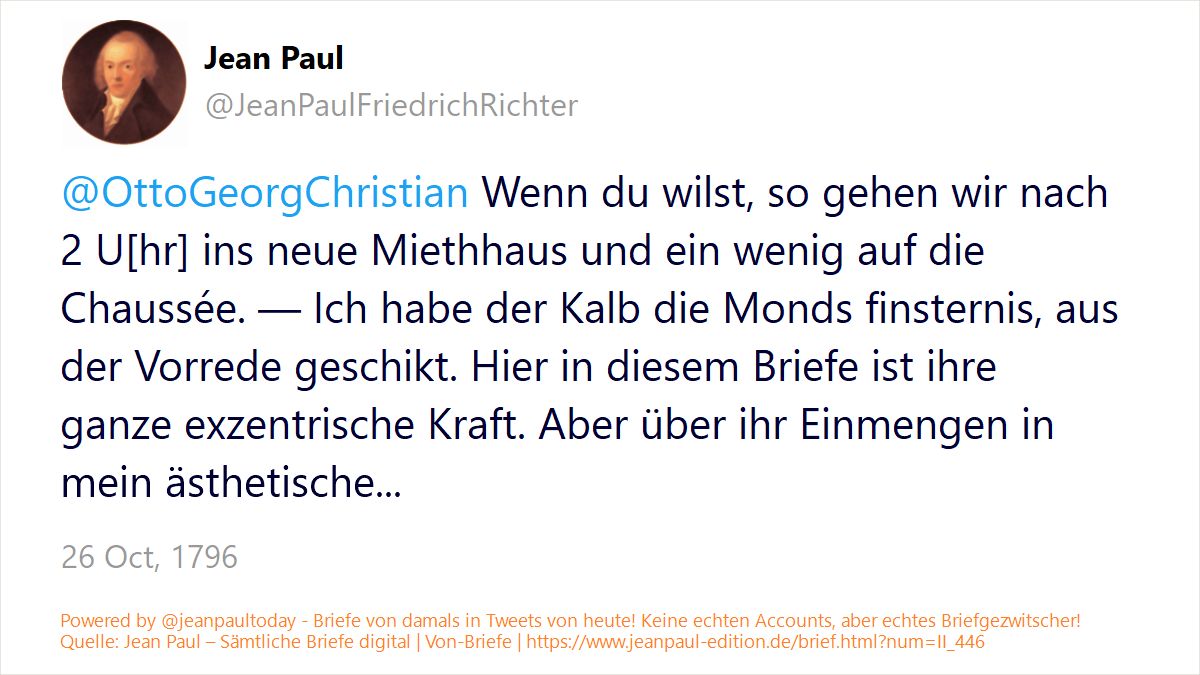 Jean Paul
@JeanPaulFriedrichRichter
@OttoGeorgChristian Wenn du wilst, so gehen wir nach
2 U[hr] ins neue Miethhaus und ein wenig auf die
Chaussée. — Ich habe der Kalb die Monds finsternis, aus
der Vorrede geschikt. Hier in diesem Briefe ist ihre
ganze exzentrische Kraft. Aber über ihr Einmengen in
mein ästhetische...
26 Oct, 1796
Powered by @jeanpaultoday - Briefe von damals in Tweets von heute! Keine echten Accounts, aber echtes Briefgezwitscher!
Quelle: Jean Paul – Sämtliche Briefe digital | Von-Briefe | https://www.jeanpaul-edition.de/brief.html?num=II_446